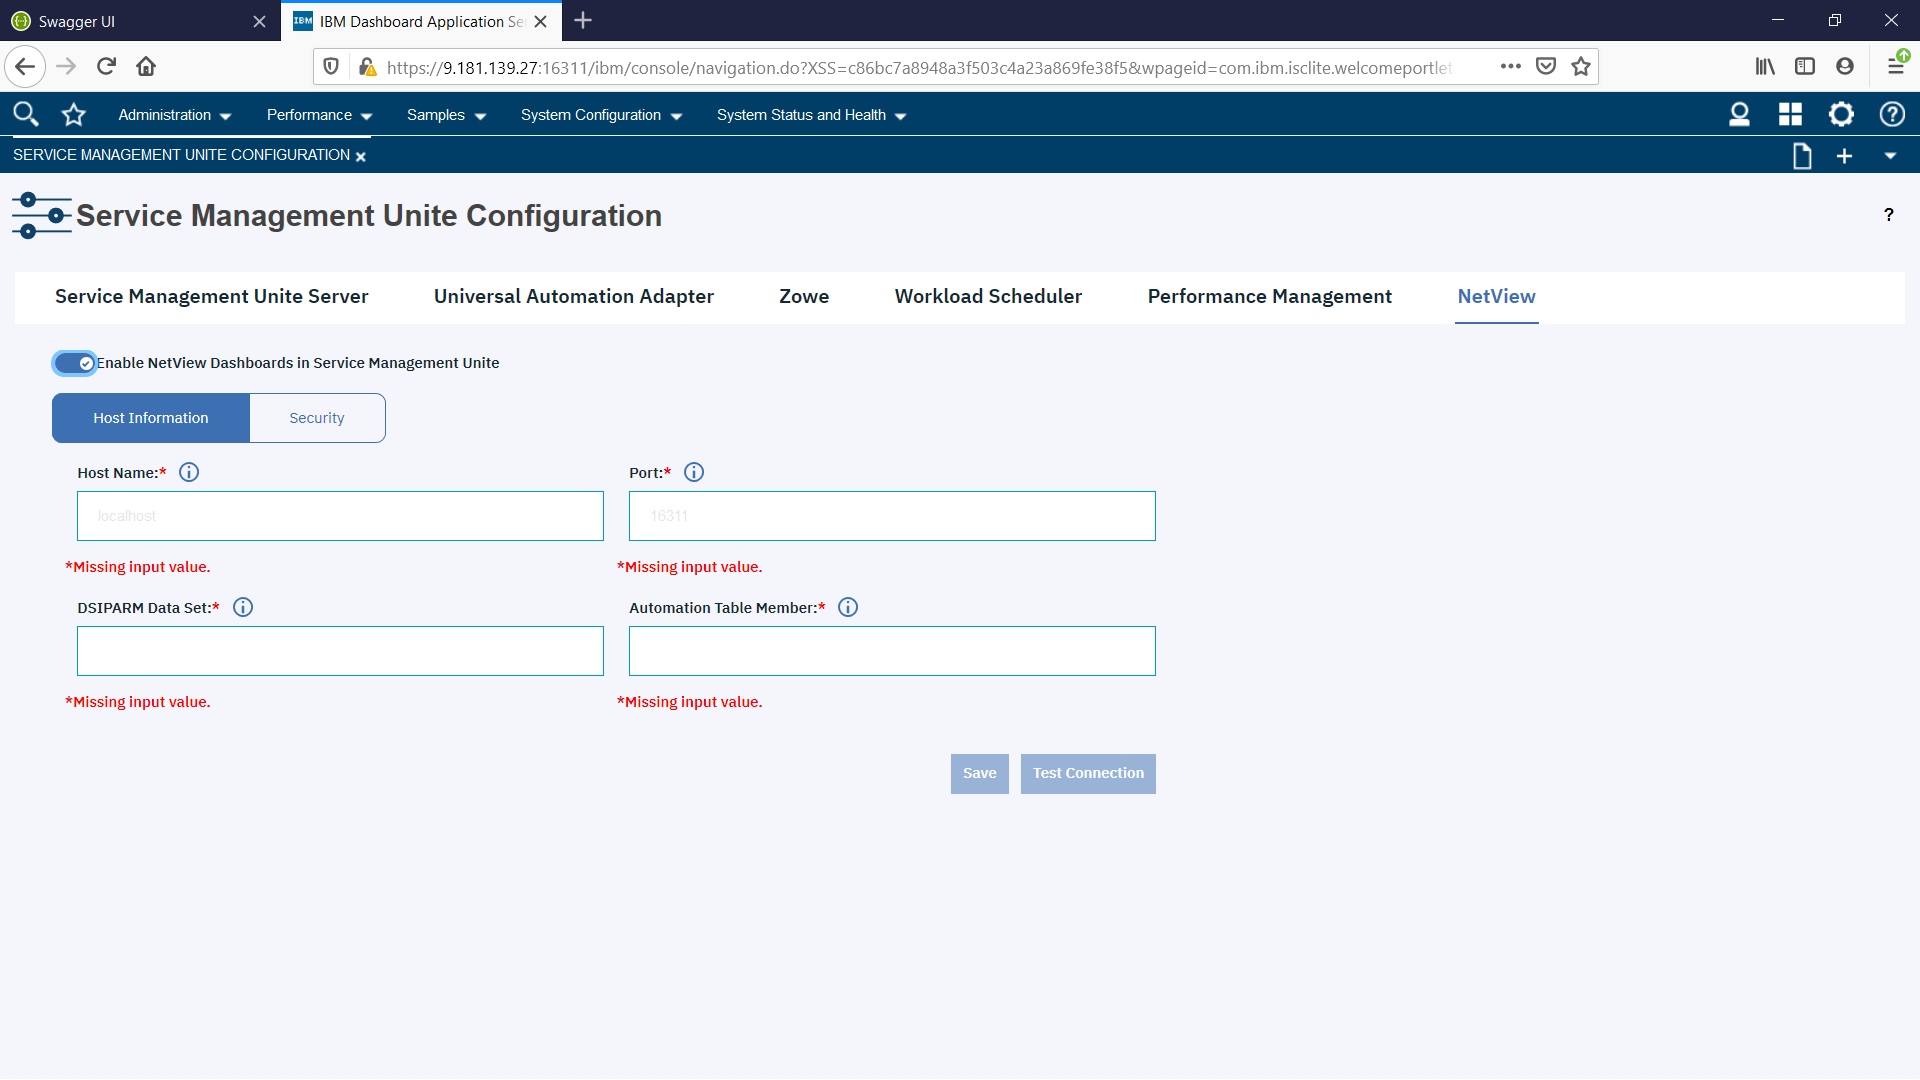 Swagger UI
IBM IBM Dashboard Application Se
https://9.181.139.27:16311/ibm/console/navigation.do?XSS=c86bc7a8948a3f503c4a23a869fe38f5&wpageid=com.ibm.isclite.welcomeportlet
Administration Performance Samples System Configuration System Status and Health
SERVICE MANAGEMENT UNITE CONFIGURATION
Service Management Unite Configuration ?
Service Management Unite Server Universal Automation Adapter Zowe Workload Scheduler Performance Management NetView
Enable NetView Dashboards in Service Management Unite
Host Information Security
Host Name:* Port:*
localhost 16311
*Missing input value. *Missing input value.
DSIPARM Data Set:* Automation Table Member:*
*Missing input value. *Missing input value.
Save Test Connection